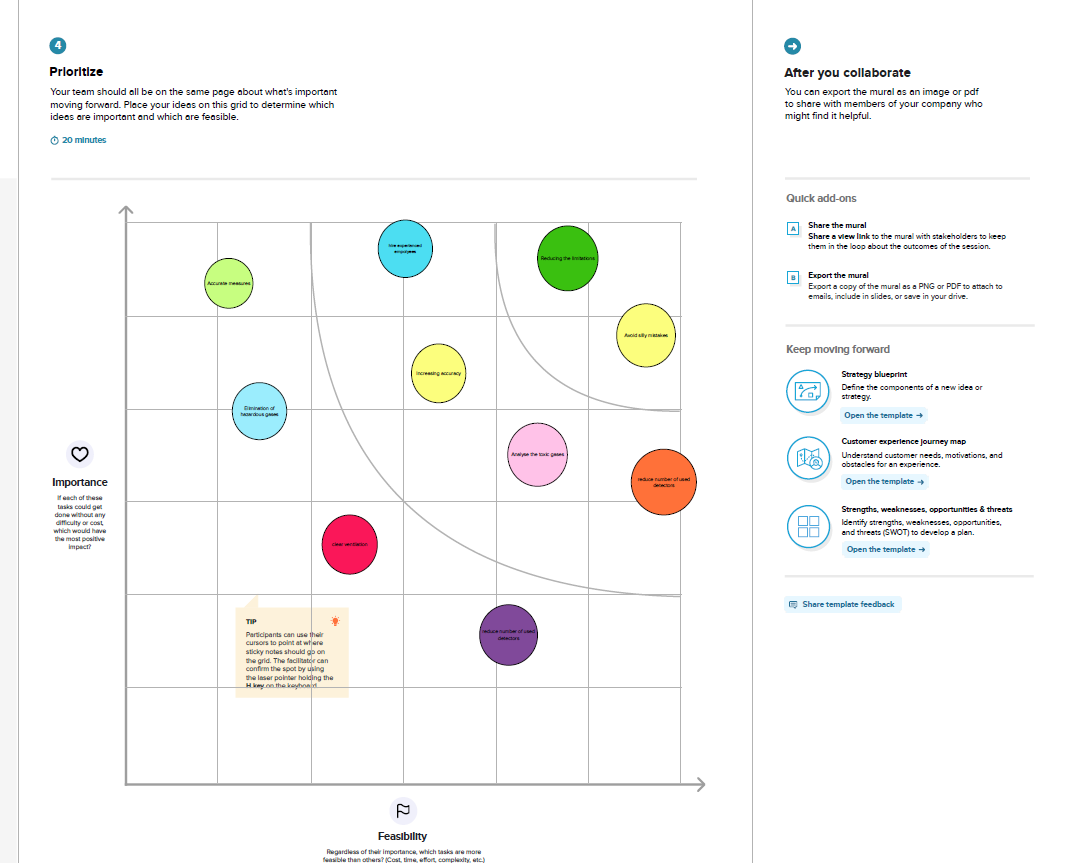 4
Prioritize
Your team should all be on the same page about what's important
moving forward. Place your ideas on this grid to determine which
ideas are important and which are feasible.
20 minutes
Importance
If each of these
tasks could get
done without any
difficulty or cost,
which would have
the most positive
impact?
Accurate measures
hire experienced
employees
Reducing the limitations
Avoid silly mistakes
Increasing accuracy
Elimination of
hazardous gases
Analyse the toxic gases
reduce number of used
detectors
clear ventilation
reduce number of used
detectors
TIP
Participants can use their
cursors to point at where
sticky notes should go on
the grid. The facilitator can
confirm the spot by using
the laser pointer holding the
H key on the keyboard.
Feasibility
Regardless of their importance, which tasks are more
feasible than others? (Cost, time, effort, complexity, etc.)
After you collaborate
You can export the mural as an image or pdf
to share with members of your company who
might find it helpful.
Quick add-ons
A
Share the mural
Share a view link to the mural with stakeholders to keep
them in the loop about the outcomes of the session.
B
Export the mural
Export a copy of the mural as a PNG or PDF to attach to
emails, include in slides, or save in your drive.
Keep moving forward
Strategy blueprint
Define the components of a new idea or
strategy.
Open the template →
Customer experience journey map
Understand customer needs, motivations, and
obstacles for an experience.
Open the template →
Strengths, weaknesses, opportunities & threats
Identify strengths, weaknesses, opportunities,
and threats (SWOT) to develop a plan.
Open the template →
Share template feedback